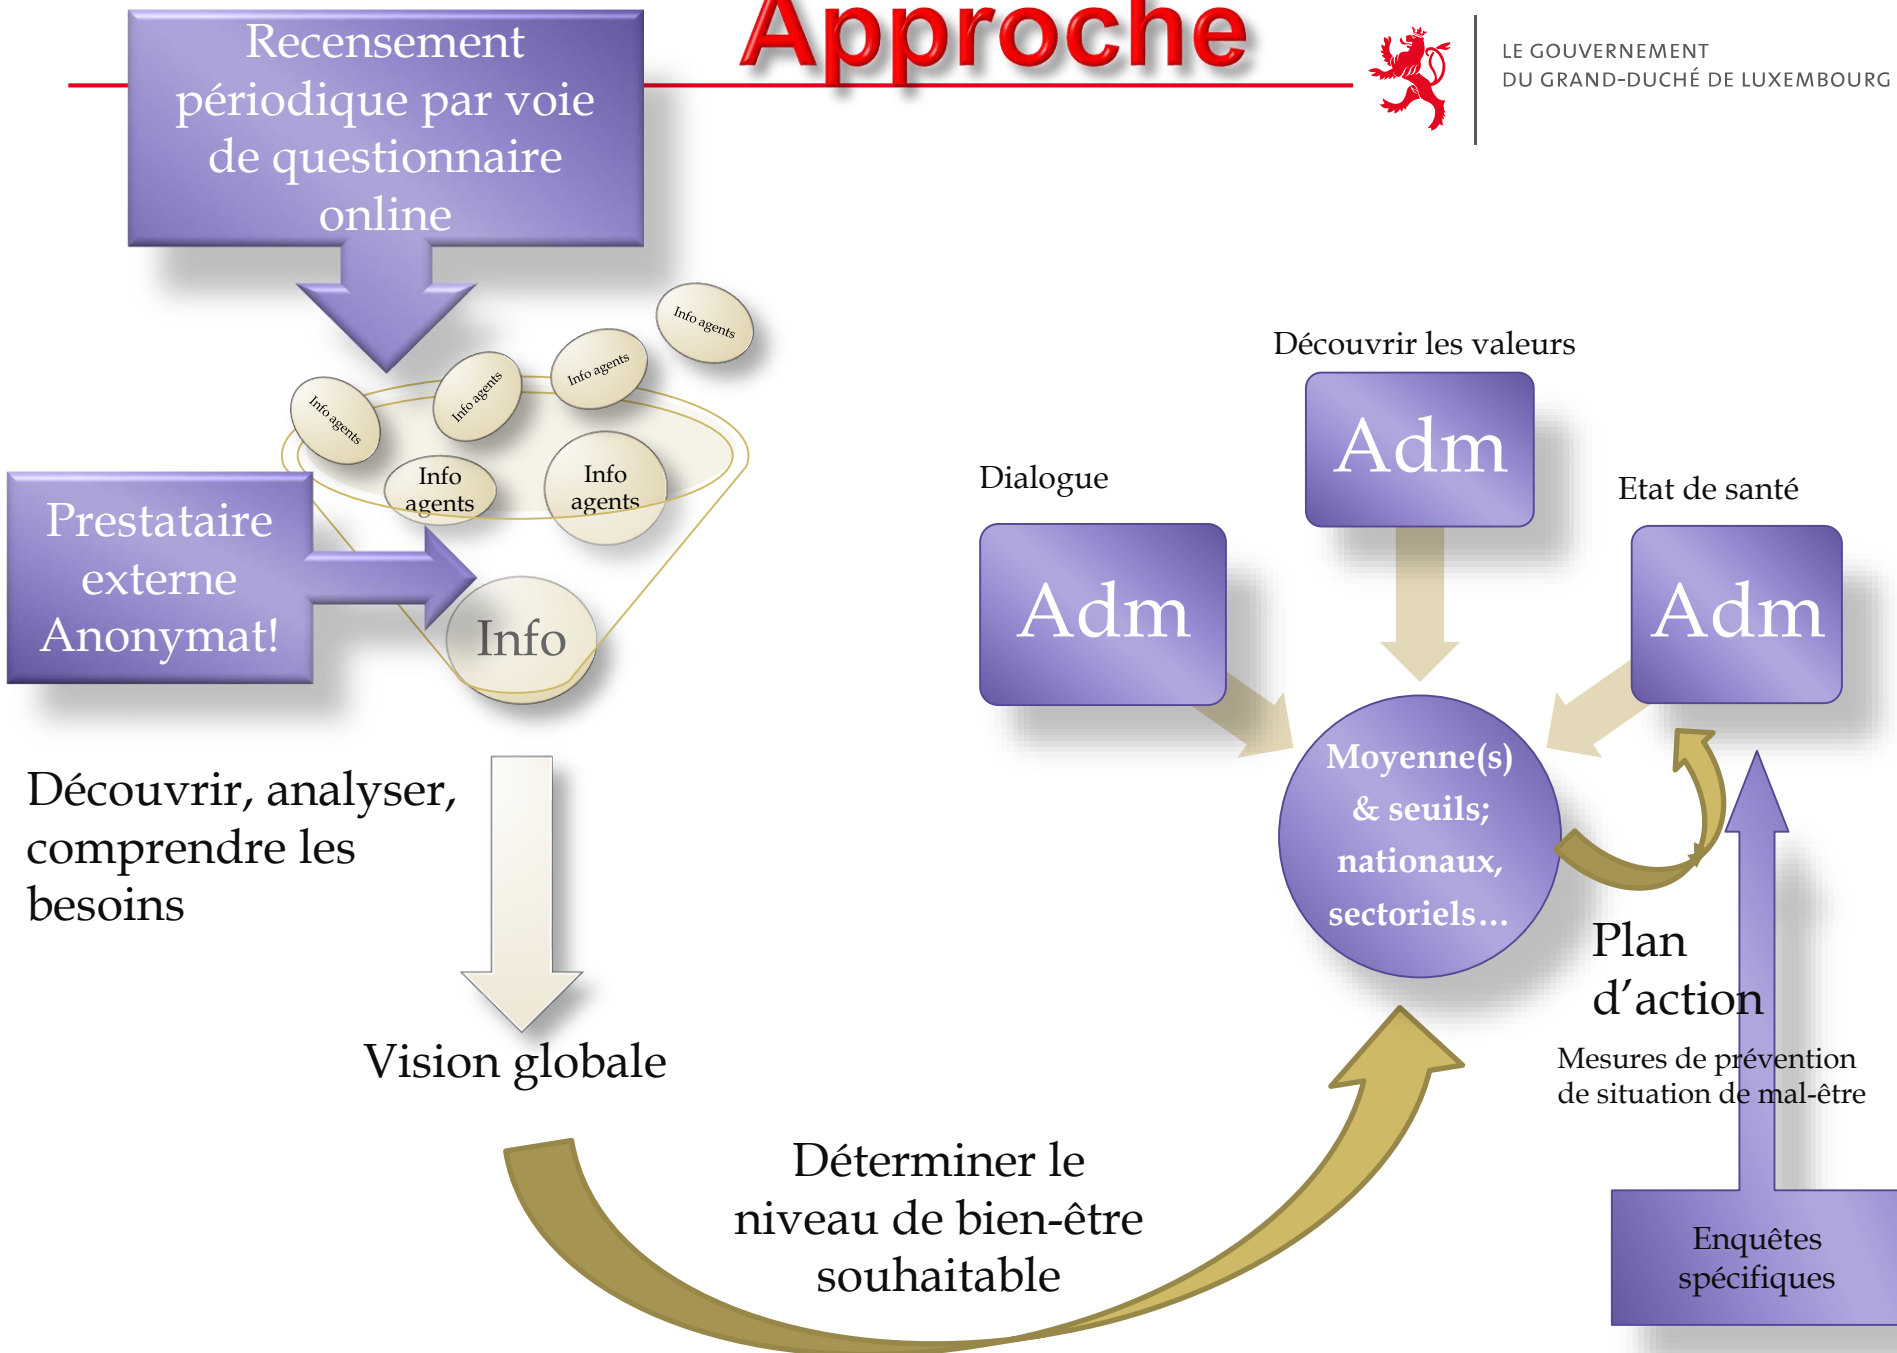 Approche
LE GOUVERNEMENT
DU GRAND-DUCHÉ DE LUXEMBOURG
Recensement
périodique par voie
de questionnaire
online
Info agents
Info agents
Info agents
Info agents
Info
agents
Info
agents
Prestataire
externe
Anonymat!
Info
Découvrir, analyser,
comprendre les
besoins
Vision globale
Déterminer le
niveau de bien-être
souhaitable
Découvrir les valeurs
Adm
Dialogue
Adm
Etat de santé
Adm
Moyenne(s)
& seuils;
nationaux,
sectoriels…
Plan
d’action
Mesures de prévention
de situation de mal-être
Enquêtes
spécifiques